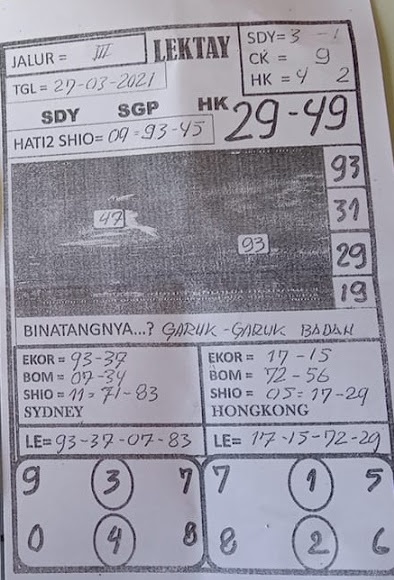 JALUR = III
LEKTAY
SDY= 3 - 1
CK = 9
HK = 4 2
TGL = 27-03-2021
SDY SGP HK 29-49
HATI2 SHIO= 09 = 93-45
93
31
47
93
29
19
BINATANGNYA...? GARUK-GARUK BADAN
EKOR = 93-37
BOM = 07-34
SHIO = 11 = 71-83
SYDNEY
EKOR = 17-15
BOM = 72-56
SHIO = 05 = 17-29
HONGKONG
LE= 93-37-07-83
LE= 17-15-72-29
9 3 7 7 1 5
0 4 8 8 2 6